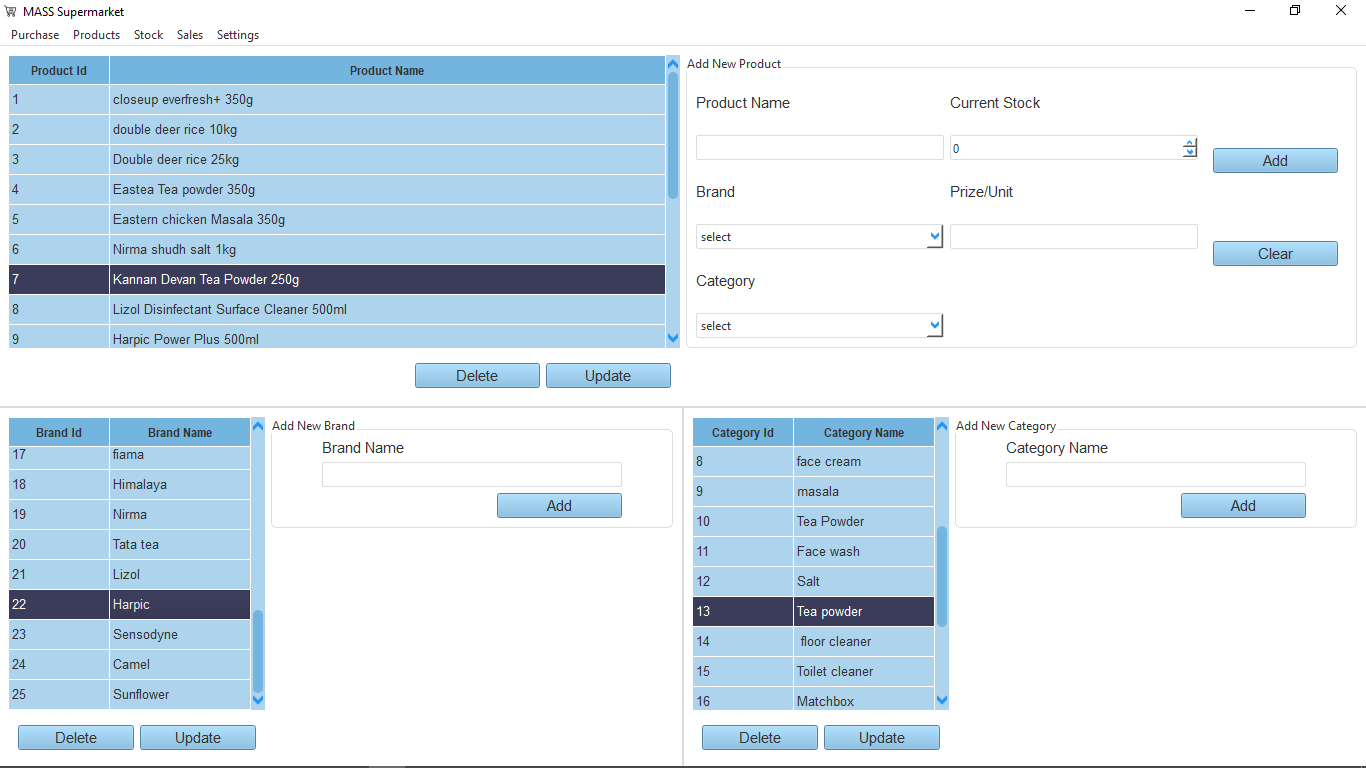 MASS Supermarket
Purchase Products Stock Sales Settings
Product Id Product Name
1 closeup everfresh+ 350g
2 double deer rice 10kg
3 Double deer rice 25kg
4 Eastea Tea powder 350g
5 Eastern chicken Masala 350g
6 Nirma shudh salt 1kg
7 Kannan Devan Tea Powder 250g
8 Lizol Disinfectant Surface Cleaner 500ml
9 Harpic Power Plus 500ml
Delete Update
Add New Product
Product Name Current Stock
0
Add
Brand Prize/Unit
select
Clear
Category
select
Brand Id Brand Name
17 fiama
18 Himalaya
19 Nirma
20 Tata tea
21 Lizol
22 Harpic
23 Sensodyne
24 Camel
25 Sunflower
Delete Update
Add New Brand
Brand Name
Add
Category Id Category Name
8 face cream
9 masala
10 Tea Powder
11 Face wash
12 Salt
13 Tea powder
14 floor cleaner
15 Toilet cleaner
16 Matchbox
Delete Update
Add New Category
Category Name
Add